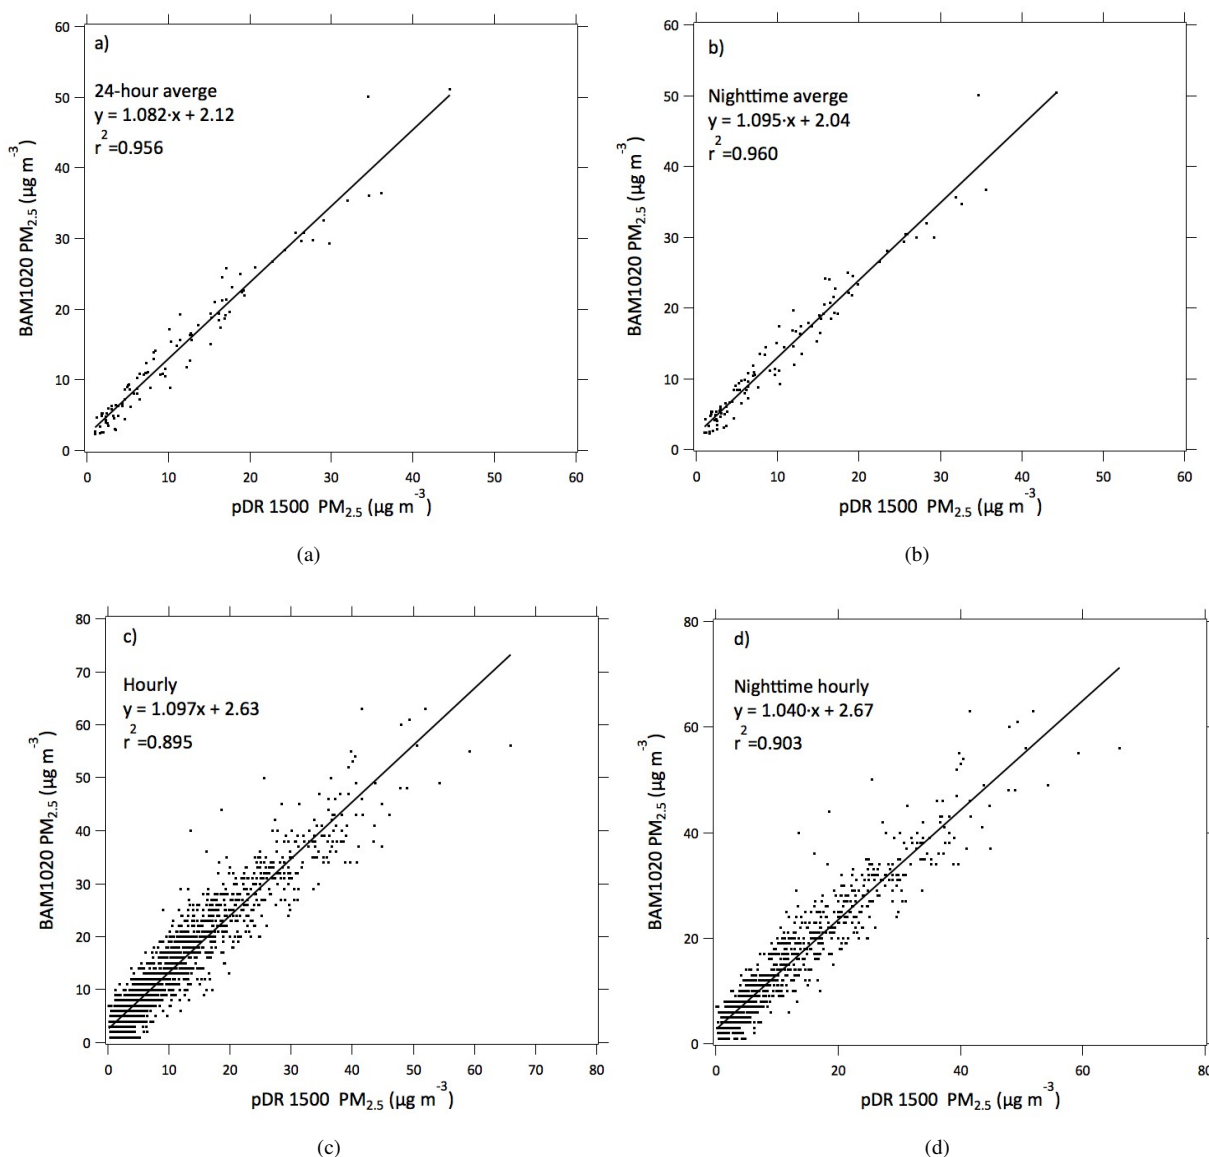 a)
24-hour averge
y = 1.082·x + 2.12
r²=0.956
60
50
40
30
20
10
0
BAM1020 PM₂.₅ (µg m⁻³)
0 10 20 30 40 50 60
pDR 1500 PM₂.₅ (µg m⁻³)
(a)
b)
Nighttime averge
y = 1.095·x + 2.04
r²=0.960
60
50
40
30
20
10
0
BAM1020 PM₂.₅ (µg m⁻³)
0 10 20 30 40 50 60
pDR 1500 PM₂.₅ (µg m⁻³)
(b)
c)
Hourly
y = 1.097x + 2.63
r²=0.895
80
70
60
50
40
30
20
10
0
BAM1020 PM₂.₅ (µg m⁻³)
0 10 20 30 40 50 60 70 80
pDR 1500 PM₂.₅ (µg m⁻³)
(c)
d)
Nighttime hourly
y = 1.040·x + 2.67
r²=0.903
80
60
40
20
0
BAM1020 PM₂.₅ (µg m⁻³)
0 20 40 60 80
pDR 1500 PM₂.₅ (µg m⁻³)
(d)